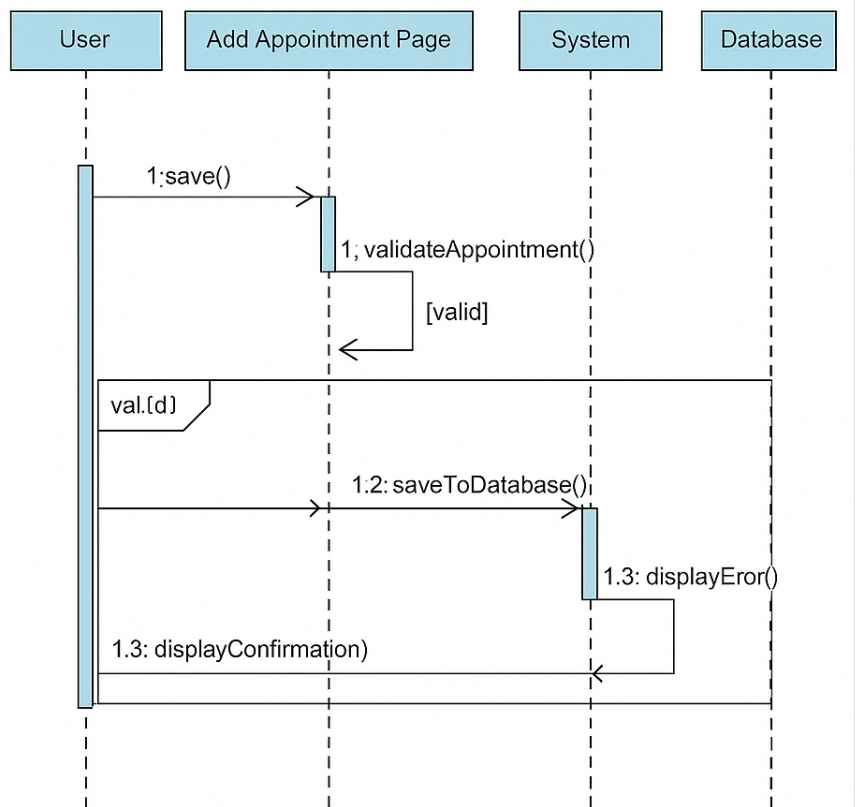 User
Add Appointment Page
System
Database
1:save()
1; validateAppointment()
[valid]
val.(d)
1.2: saveToDatabase()
1.3: displayEror()
1.3: displayConfirmation)